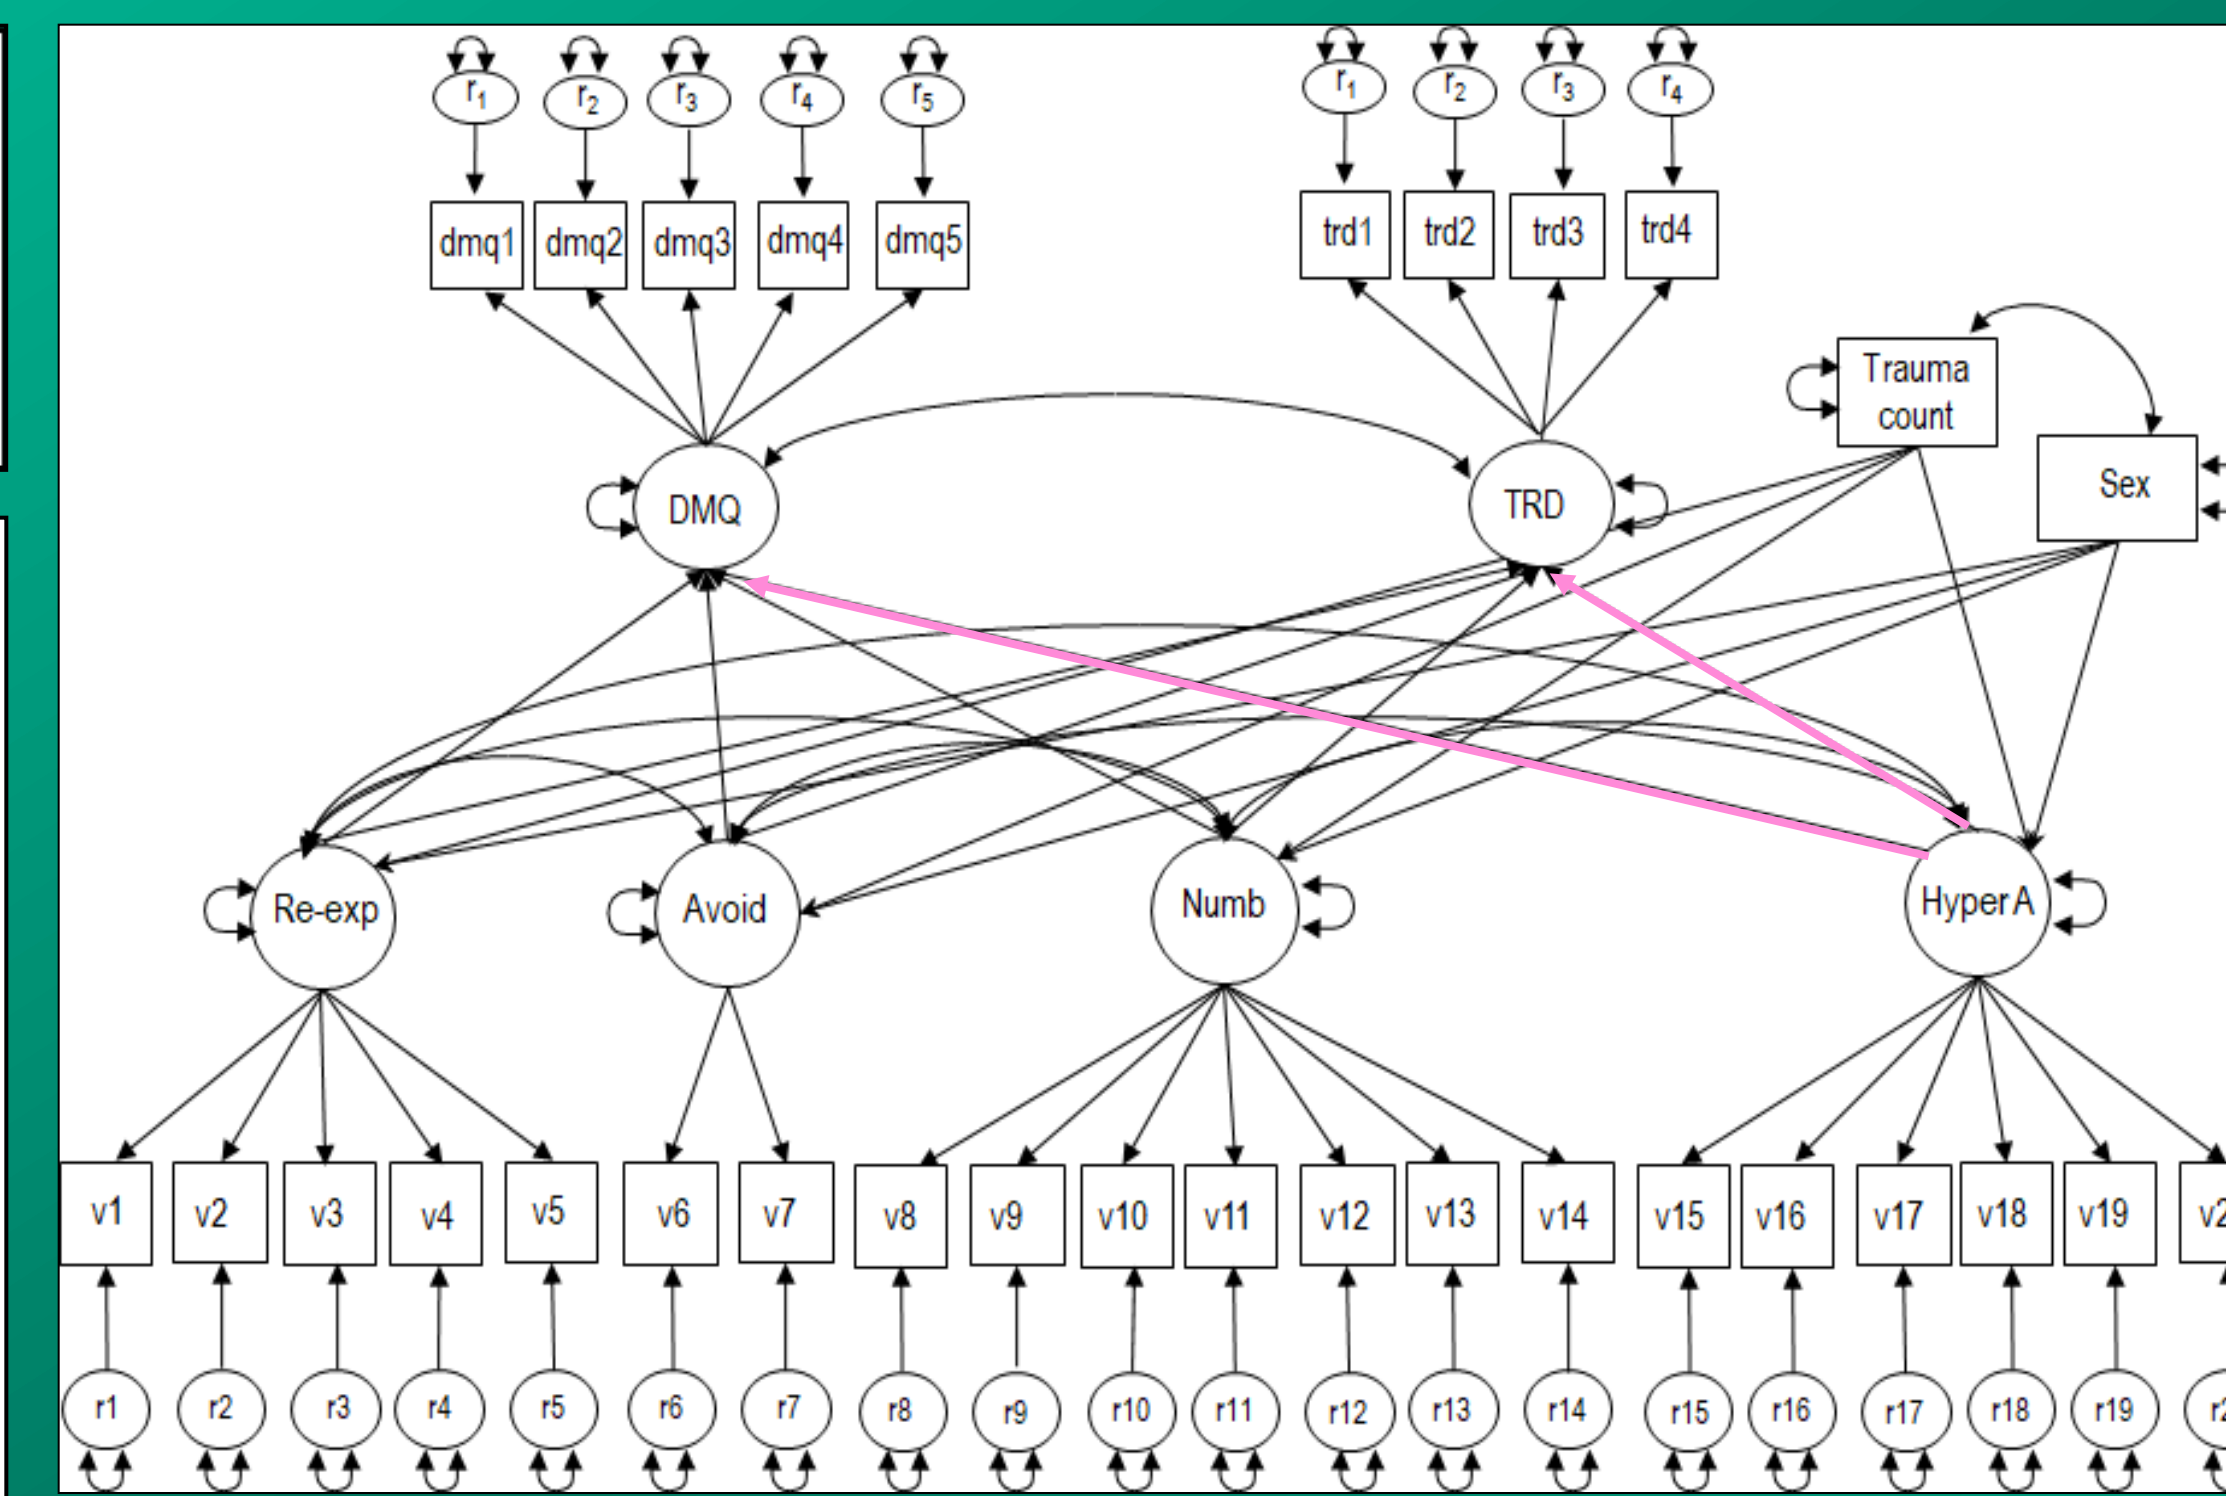 r1 r2 r3 r4 r5
r1 r2 r3 r4
dmq1 dmq2 dmq3 dmq4 dmq5
trd1 trd2 trd3 trd4
Trauma
count
Sex
DMQ
TRD
Re-exp Avoid Numb HyperA
v1 v2 v3 v4 v5 v6 v7 v8 v9 v10 v11 v12 v13 v14 v15 v16 v17 v18 v19
r1 r2 r3 r4 r5 r6 r7 r8 r9 r10 r11 r12 r13 r14 r15 r16 r17 r18 r19